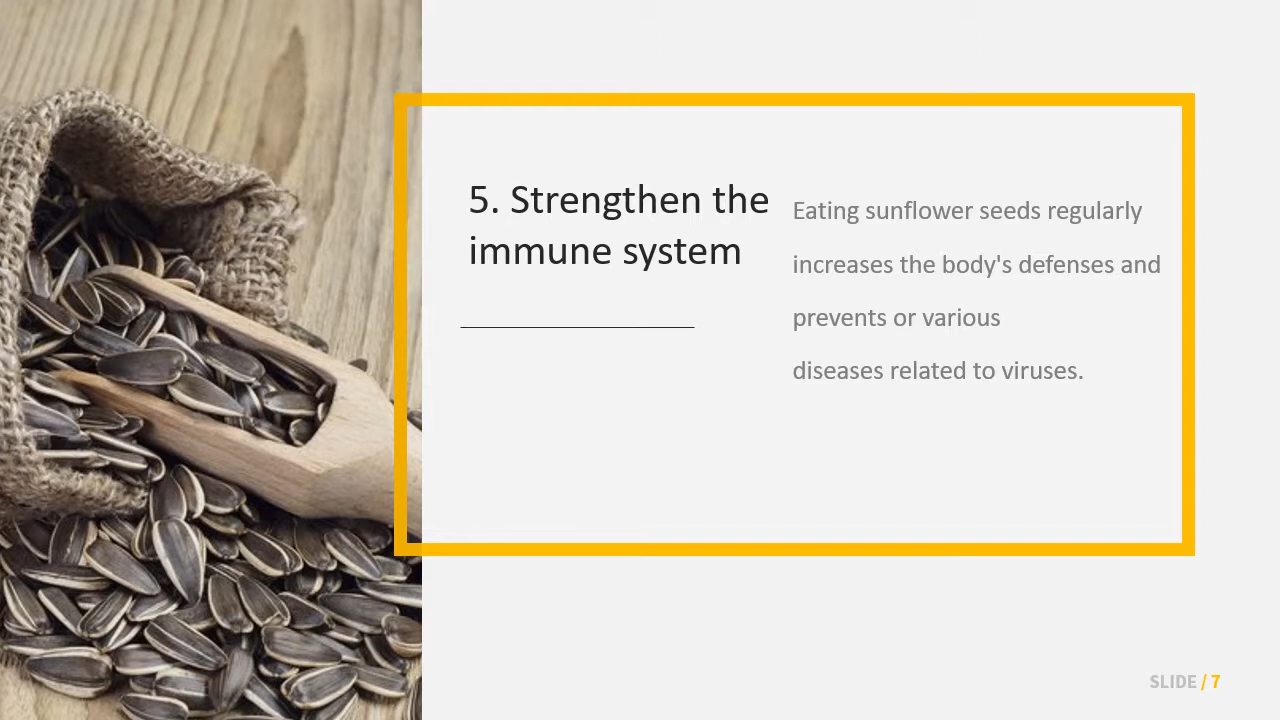 5. Strengthen the
immune system
Eating sunflower seeds regularly
increases the body's defenses and
prevents or various
diseases related to viruses.
SLIDE / 7